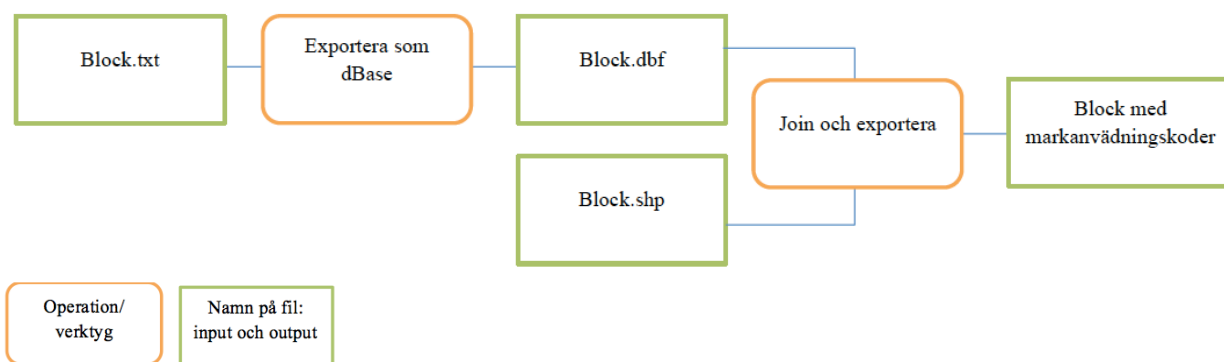 Block.txt
Exportera som
dBase
Block.dbf
Join och exportera
Block med
markanvädningskoder
Block.shp
Operation/
verktyg
Namn på fil:
input och output